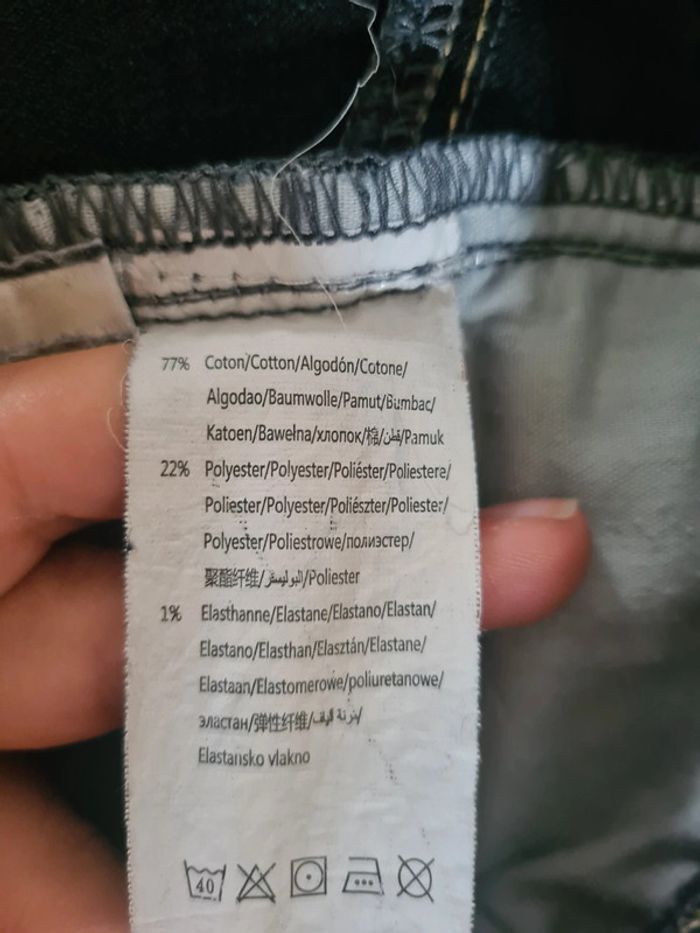 77% Coton/Cotton/Algodón/Cotone/
Algodao/Baumwolle/Pamut/Bumbac/
Katoen/Bawełna/хлопок/棉/قطن/Pamuk
22% Polyester/Polyester/Poliéster/Poliestere/
Poliester/Polyester/Poliészter/Poliester/
Polyester/Poliestrowe/полиэстер/
聚酯纤维/البوليستر/Poliester
1% Elasthanne/Elastane/Elastano/Elastan/
Elastano/Elasthan/Elasztán/Elastane/
Elastaan/Elastomerowe/poliuretanowe/
эластан/弹性纤维/
Elastansko vlakno
40